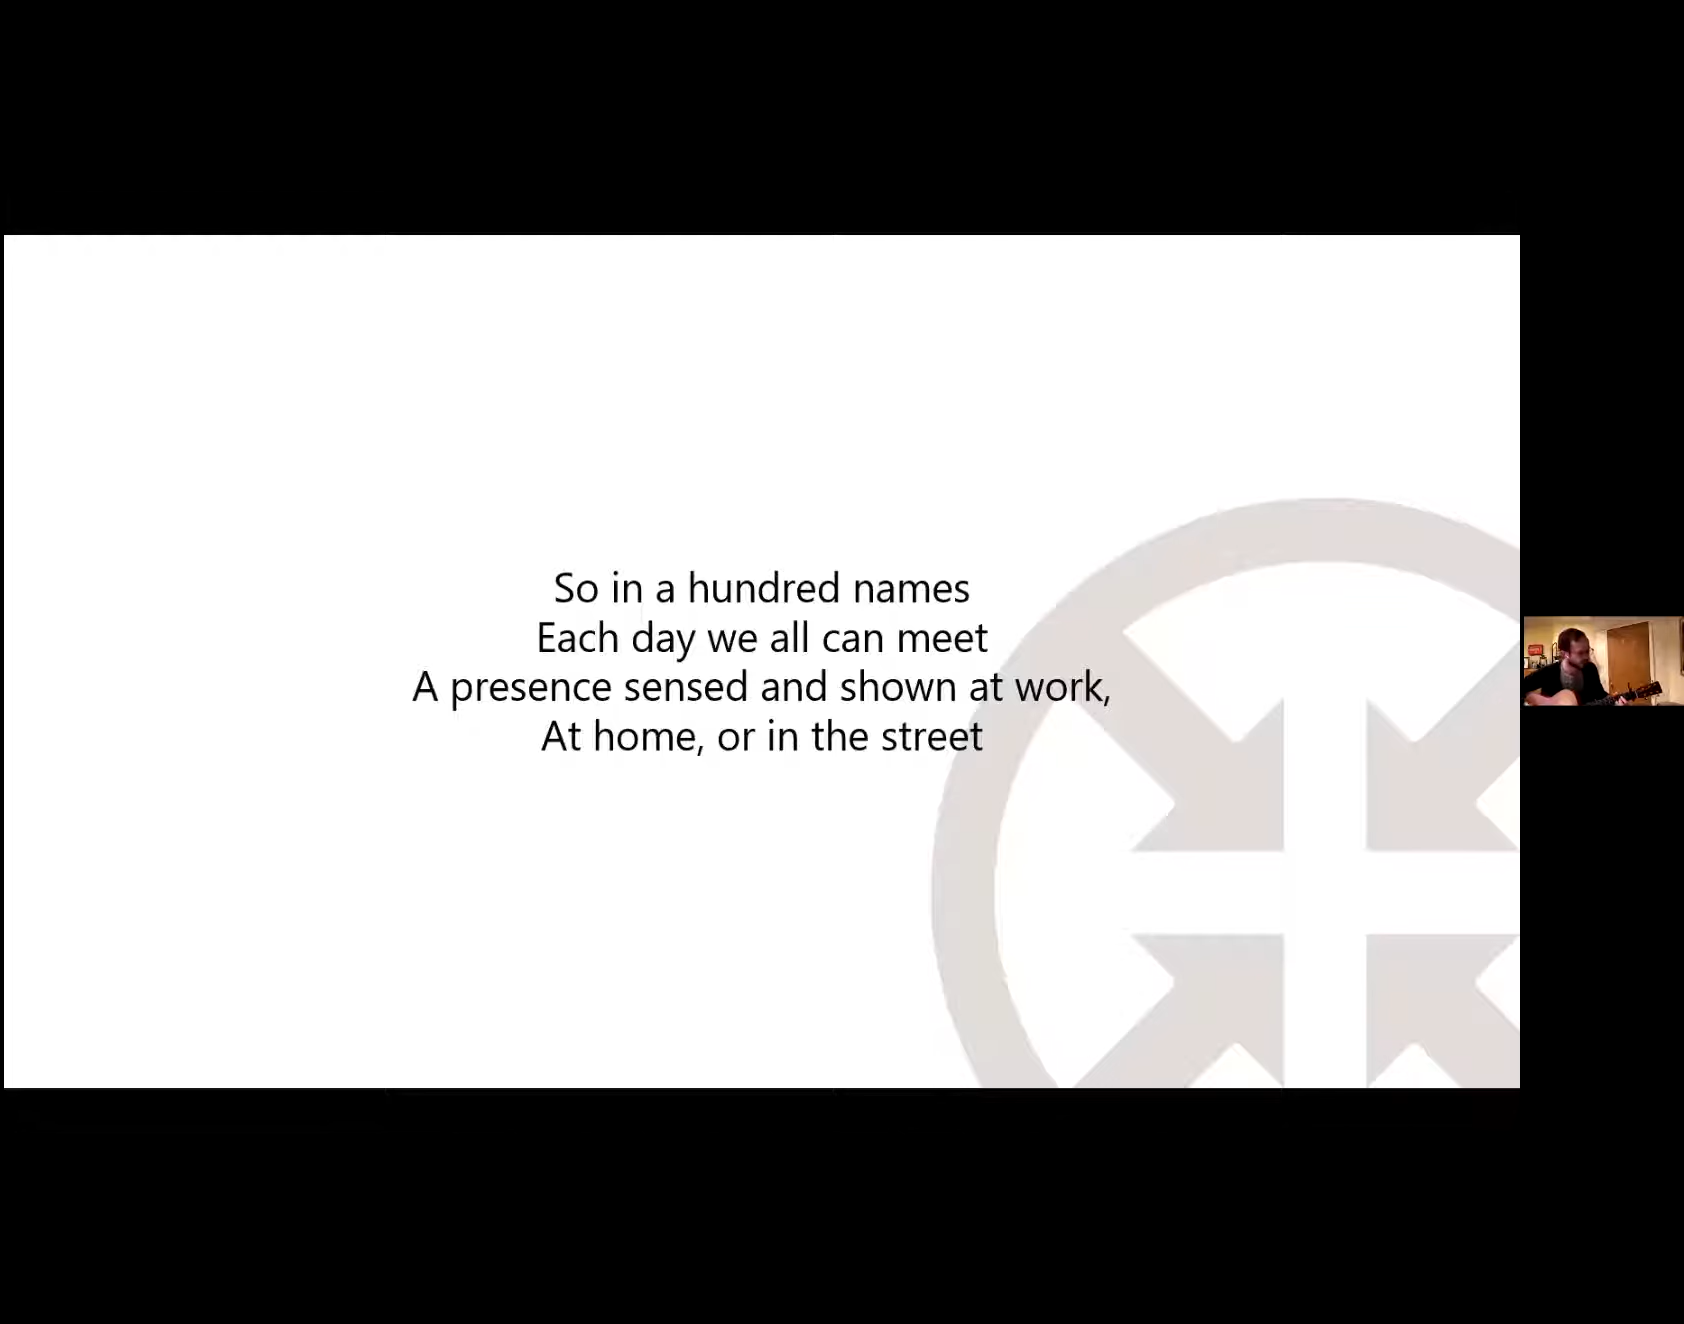 So in a hundred names
Each day we all can meet
A presence sensed and shown at work,
At home, or in the street